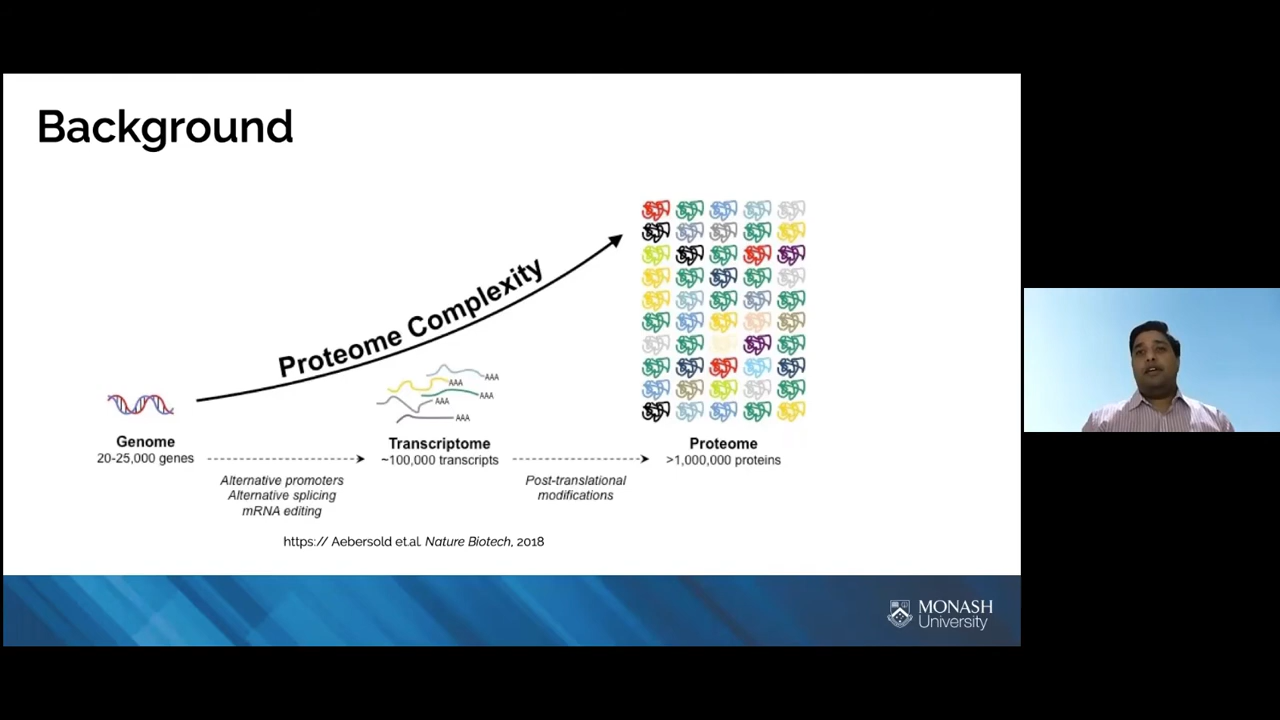 Background
Proteome Complexity
AAA
AAA
AAA
AAA
AAA
Genome
20-25,000 genes
Transcriptome
~100,000 transcripts
Proteome
>1,000,000 proteins
Alternative promoters
Alternative splicing
mRNA editing
Post-translational
modifications
https:// Aebersold et.al. Nature Biotech, 2018
MONASH
University